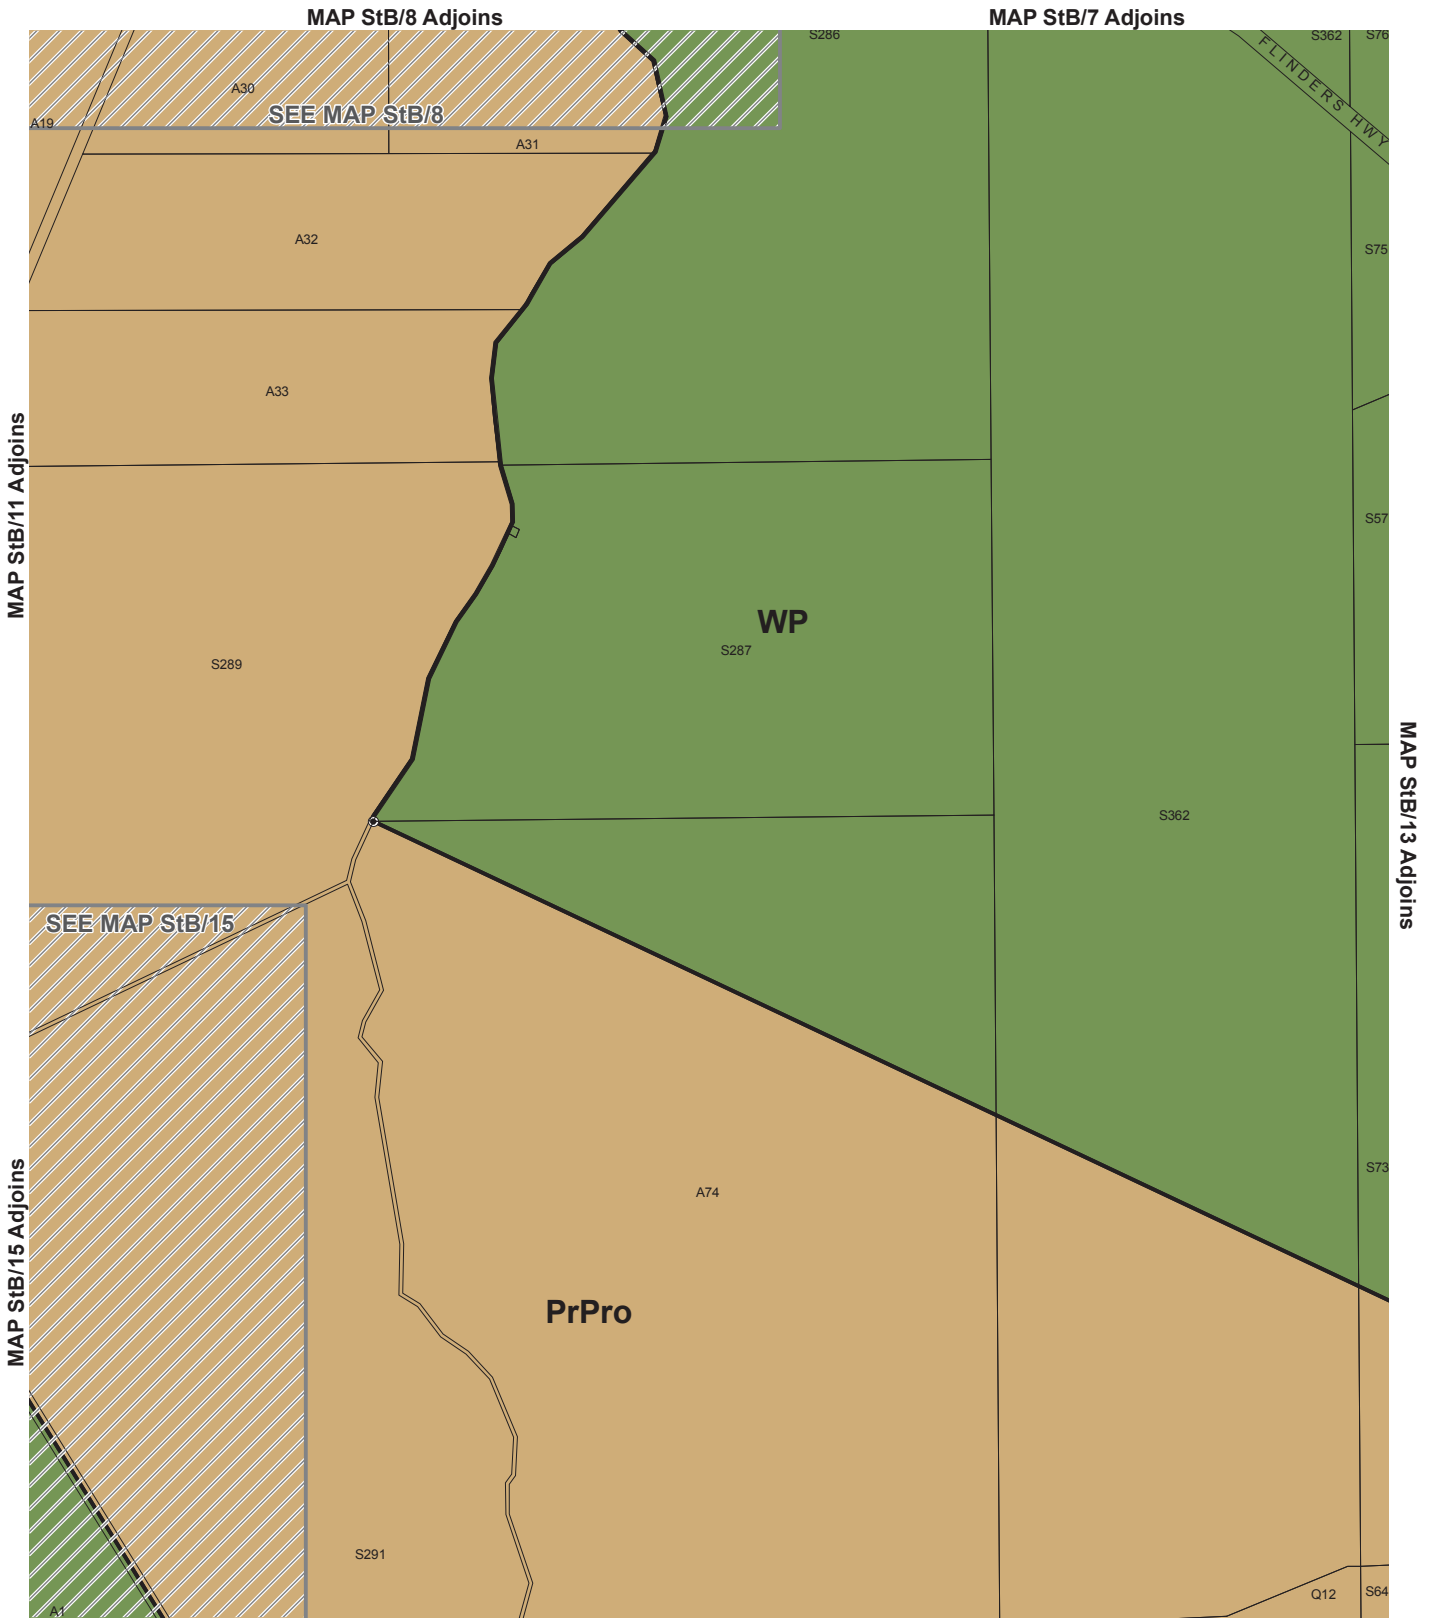 MAP StB/8 Adjoins
MAP StB/7 Adjoins
S286
S362
S76
FLINDERS HWY
A30
SEE MAP StB/8
A19
A31
A32
S75
A33
MAP StB/11 Adjoins
S57
WP
S287
S289
MAP StB/13 Adjoins
S362
SEE MAP StB/15
S73
A74
MAP StB/15 Adjoins
PrPro
S291
Q12
S64
A1